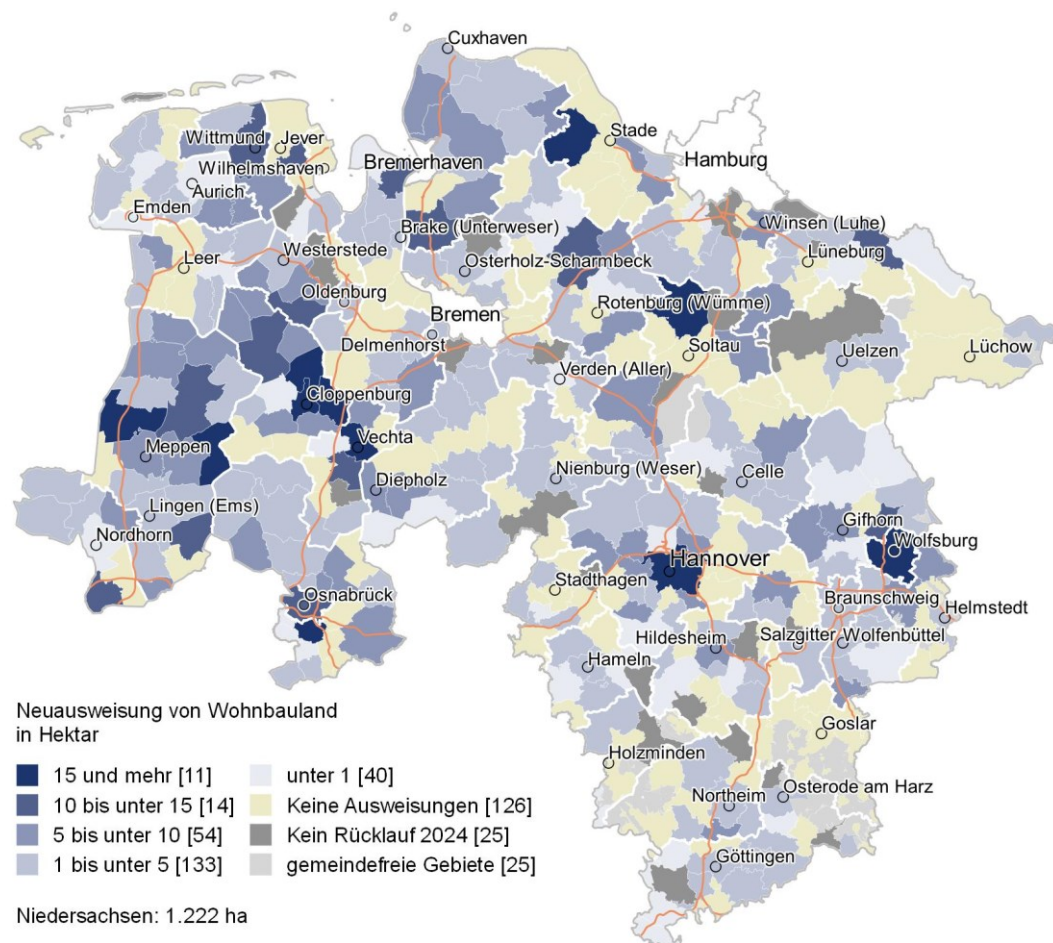 Cuxhaven
Stade
Hamburg
Wittmund
Jever
Bremerhaven
Wilhelmshaven
Aurich
Emden
Brake (Unterweser)
Winsen (Luhe)
Westerstede
Osterholz-Scharmbeck
Lüneburg
Leer
Oldenburg
Rotenburg (Wümme)
Bremen
Delmenhorst
Soltau
Uelzen
Lüchow
Verden (Aller)
Cloppenburg
Vechta
Meppen
Nienburg (Weser)
Celle
Diepholz
Lingen (Ems)
Gifhorn
Nordhorn
Wolfsburg
Hannover
Stadthagen
Osnabrück
Braunschweig
Helmstedt
Hildesheim
Salzgitter
Wolfenbüttel
Hameln
Goslar
Holzminden
Northeim
Osterode am Harz
Göttingen
Neuausweisung von Wohnbauland
in Hektar
15 und mehr [11]
10 bis unter 15 [14]
5 bis unter 10 [54]
1 bis unter 5 [133]
unter 1 [40]
Keine Ausweisungen [126]
Kein Rücklauf 2024 [25]
gemeindefreie Gebiete [25]
Niedersachsen: 1.222 ha